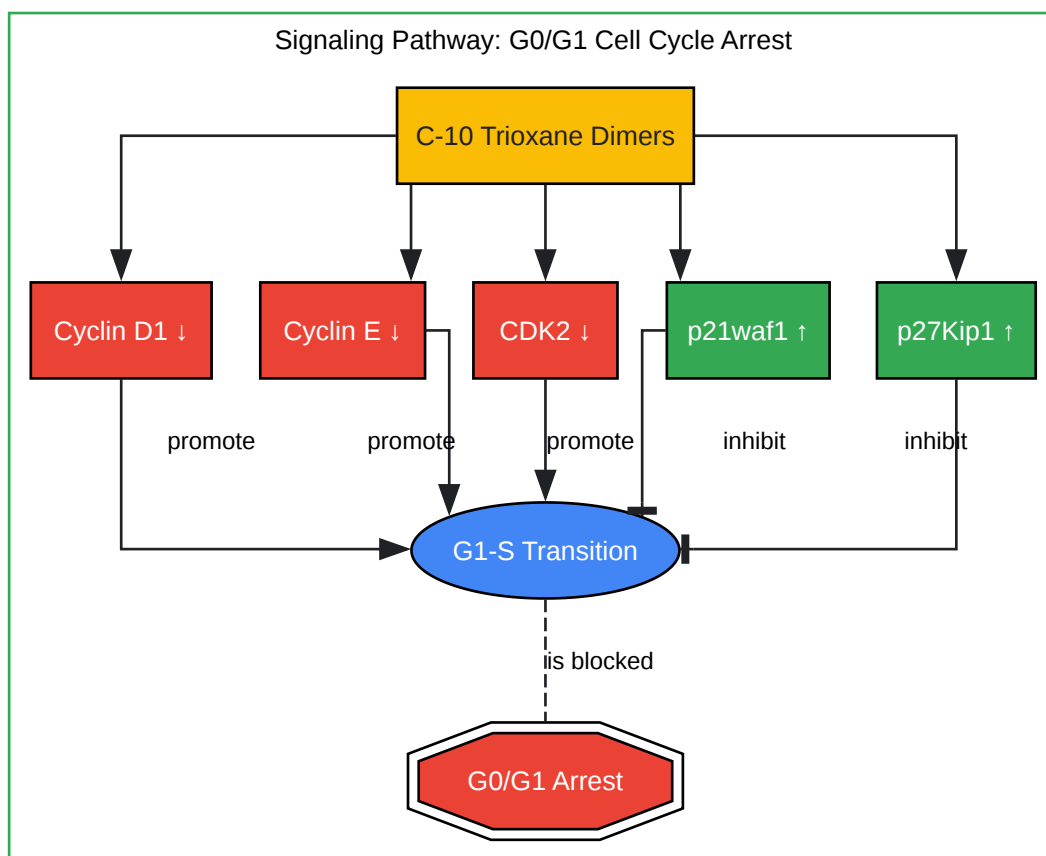 Signaling Pathway: G0/G1 Cell Cycle Arrest
C-10 Trioxane Dimers
Cyclin D1 ↓
Cyclin E ↓
CDK2 ↓
p21waf1 ↑
p27Kip1 ↑
promote
promote
promote
inhibit
inhibit
G1-S Transition
is blocked
G0/G1 Arrest